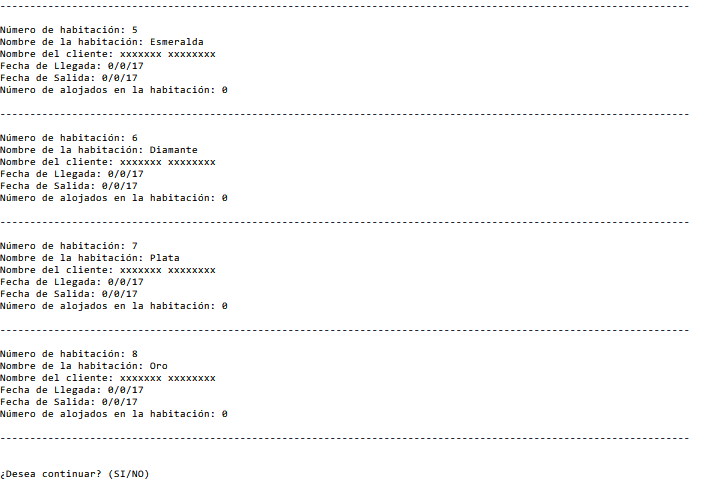 -------------------------------------------------------------------------------------------------------------------
Número de habitación: 5
Nombre de la habitación: Esmeralda
Nombre del cliente: xxxxxxx xxxxxxxx
Fecha de Llegada: 0/0/17
Fecha de Salida: 0/0/17
Número de alojados en la habitación: 0
-------------------------------------------------------------------------------------------------------------------
Número de habitación: 6
Nombre de la habitación: Diamante
Nombre del cliente: xxxxxxx xxxxxxxx
Fecha de Llegada: 0/0/17
Fecha de Salida: 0/0/17
Número de alojados en la habitación: 0
-------------------------------------------------------------------------------------------------------------------
Número de habitación: 7
Nombre de la habitación: Plata
Nombre del cliente: xxxxxxx xxxxxxxx
Fecha de Llegada: 0/0/17
Fecha de Salida: 0/0/17
Número de alojados en la habitación: 0
-------------------------------------------------------------------------------------------------------------------
Número de habitación: 8
Nombre de la habitación: Oro
Nombre del cliente: xxxxxxx xxxxxxxx
Fecha de Llegada: 0/0/17
Fecha de Salida: 0/0/17
Número de alojados en la habitación: 0
-------------------------------------------------------------------------------------------------------------------
¿Desea continuar? (SI/NO)